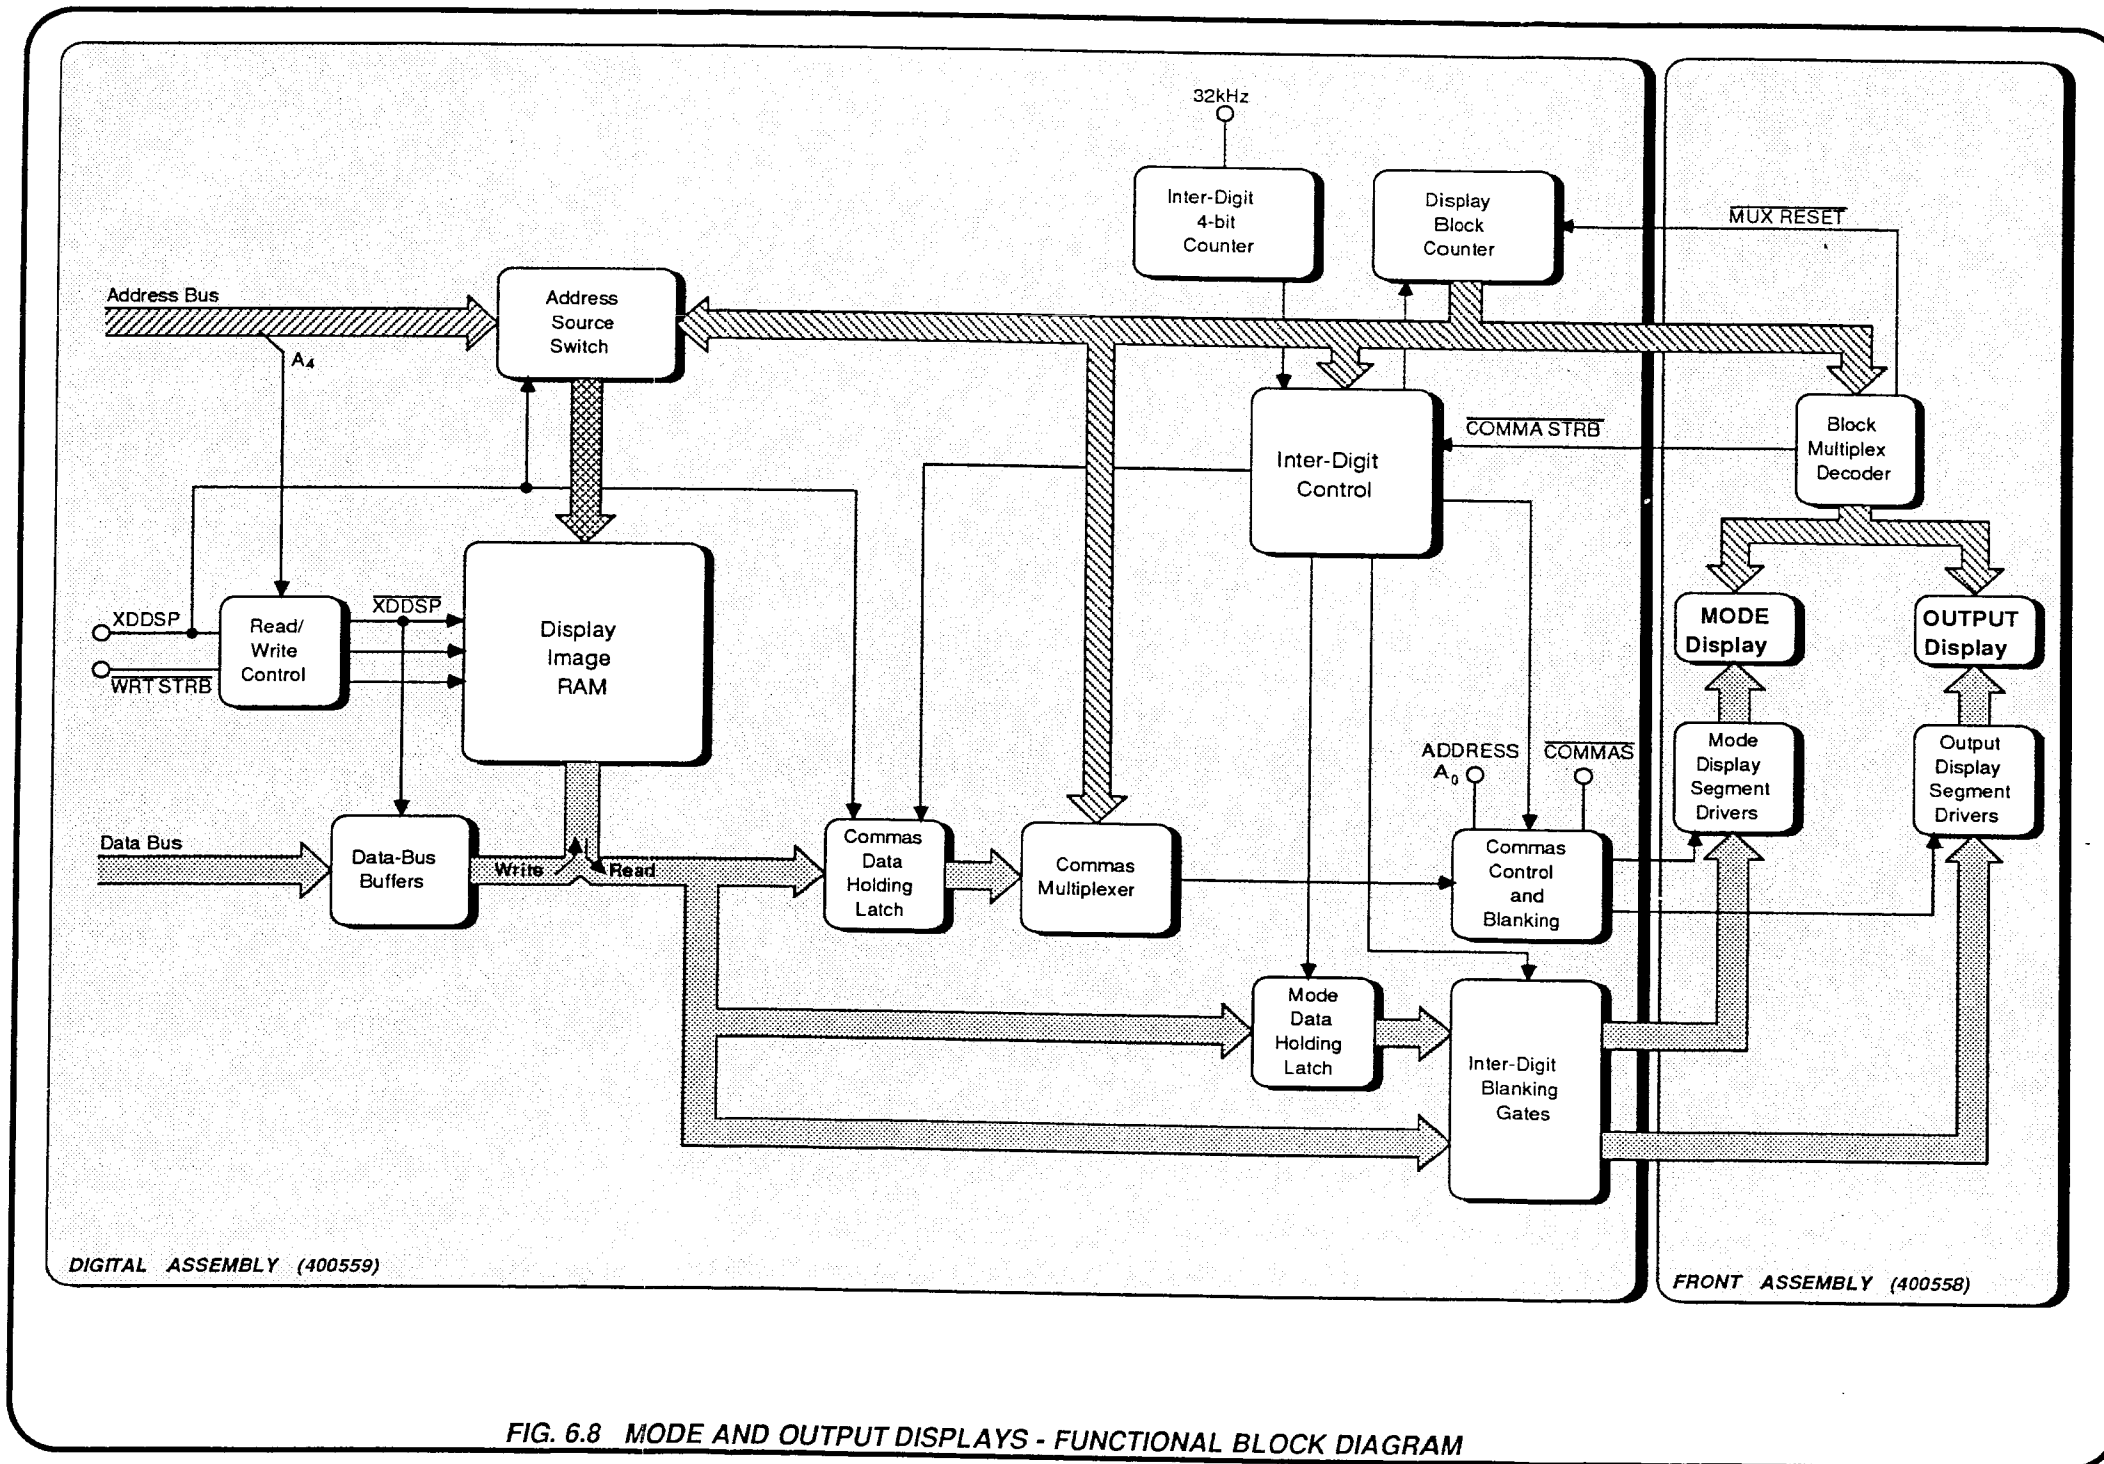 32kHz
Inter-Digit
4-bit
Counter
Display
Block
Counter
MUX RESET
Address Bus
A4
Address
Source
Switch
COMMA STRB
Inter-Digit
Control
Block
Multiplex
Decoder
XDDSP
WRT STRB
Read/
Write
Control
XDDSP
Display
Image
RAM
MODE
Display
OUTPUT
Display
ADDRESS
A0
COMMAS
Mode
Display
Segment
Drivers
Output
Display
Segment
Drivers
Data Bus
Data-Bus
Buffers
Write
Read
Commas
Data
Holding
Latch
Commas
Multiplexer
Commas
Control
and
Blanking
Mode
Data
Holding
Latch
Inter-Digit
Blanking
Gates
DIGITAL ASSEMBLY (400559)
FRONT ASSEMBLY (400558)
FIG. 6.8 MODE AND OUTPUT DISPLAYS - FUNCTIONAL BLOCK DIAGRAM